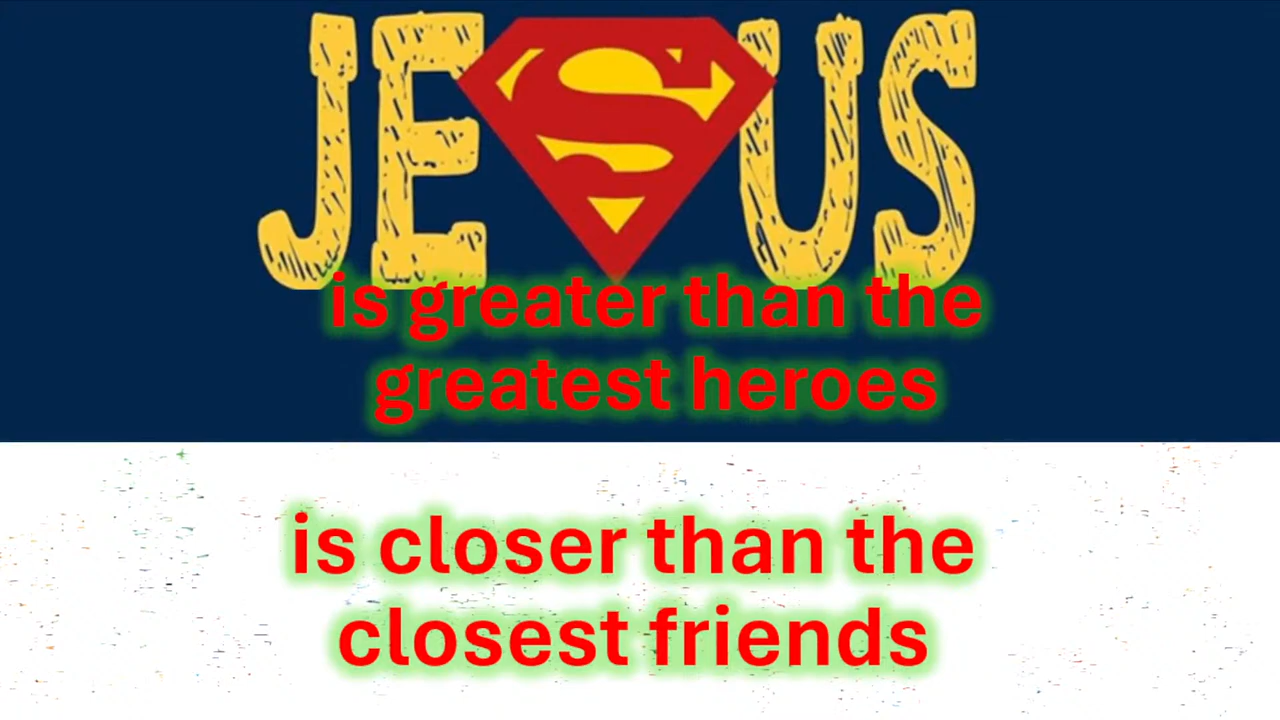 JESUS
is greater than the
greatest heroes
is closer than the
closest friends